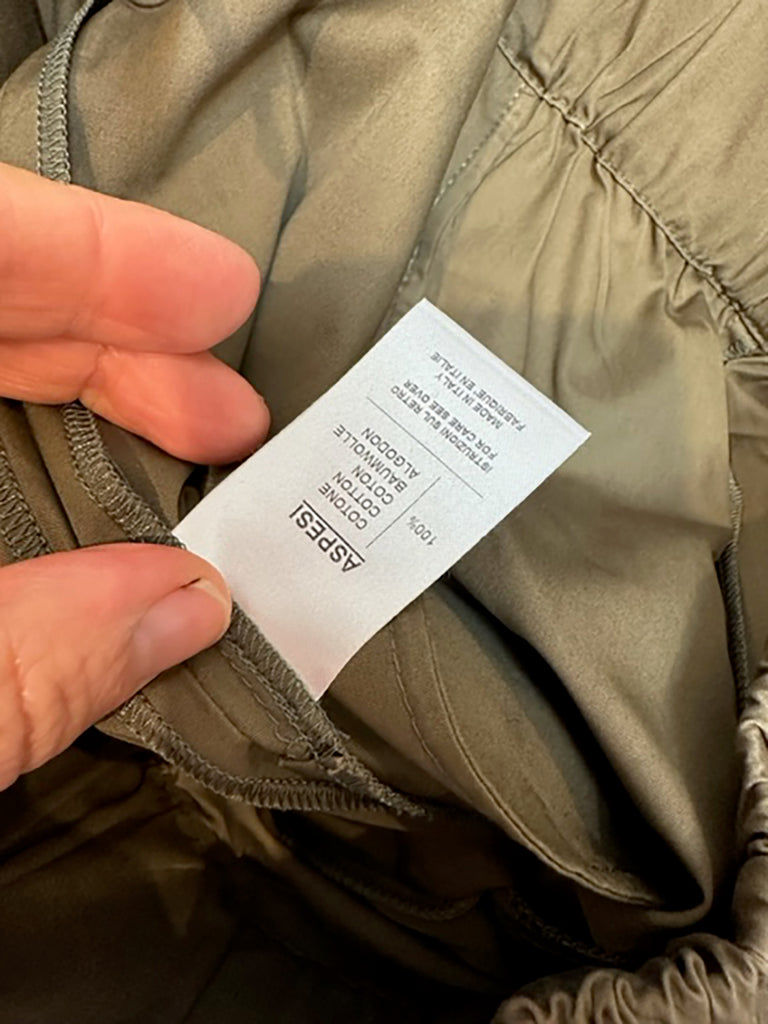 ASPESI
100%
COTONE
COTTON
COTON
BAUMWOLLE
ALGODON
ISTRUZIONI SUL RETRO
FOR CARE SEE OVER
MADE IN ITALY
FABRIQUE EN ITALIE